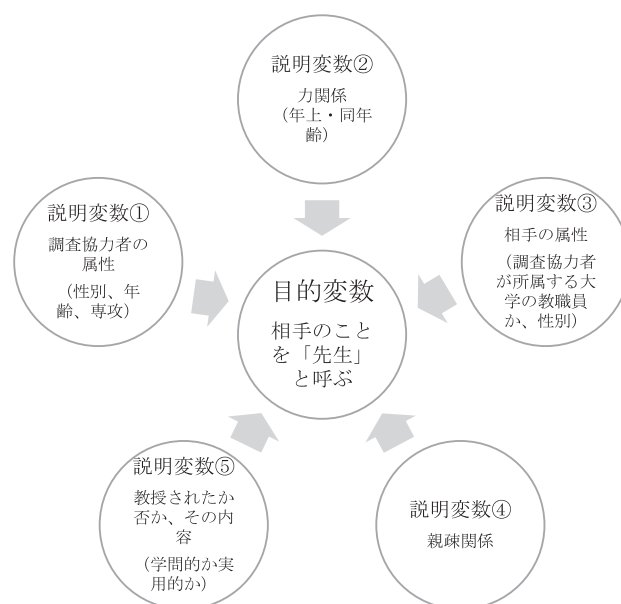 説明変数②
力関係
（年上・同年
齢）
説明変数①
調査協力者の
属性
（性別、年
齢、専攻）
説明変数③
相手の属性
（調査協力者
が所属する大
学の教職員
か、性別）
目的変数
相手のこと
を「先生」
と呼ぶ
説明変数⑤
教授されたか
否か、その内
容
（学問的か実
用的か）
説明変数④
親疎関係